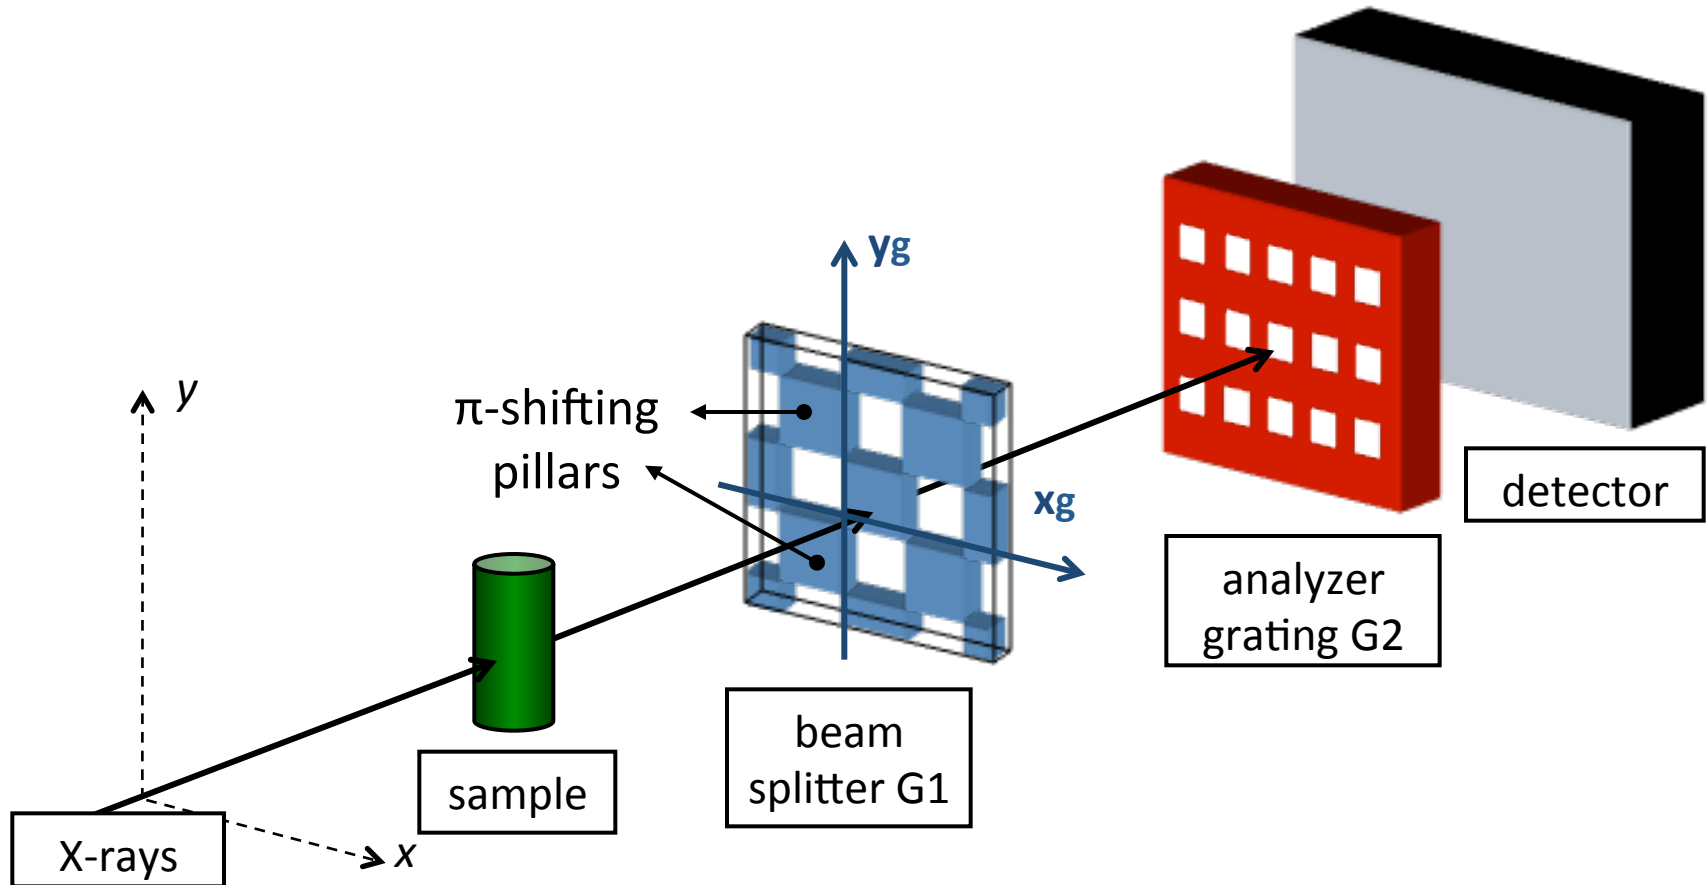 yg
y
π-shifting
pillars
xg
detector
analyzer
grating G2
beam
splitter G1
sample
x
X-rays